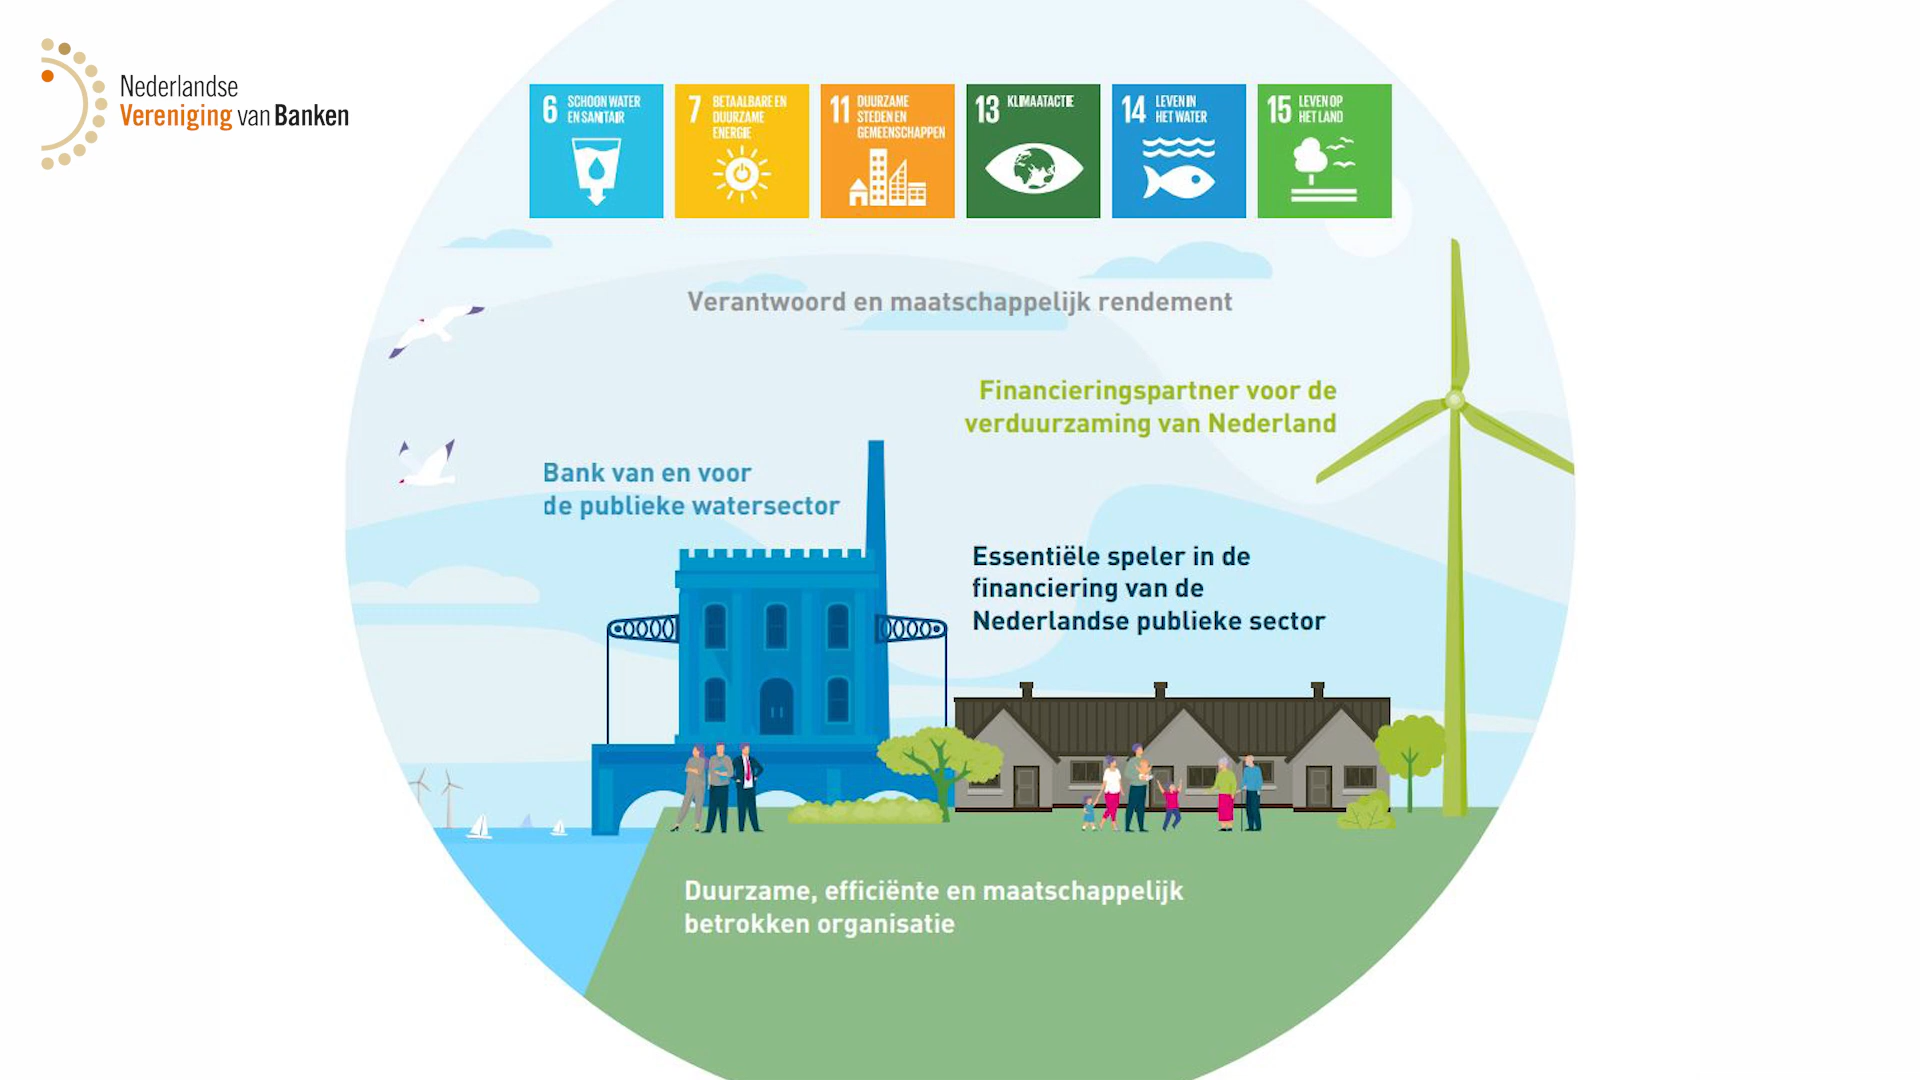 Nederlandse
Vereniging van Banken
6 SCHOON WATER
EN SANITAIR
7 BETAALBARE EN
DUURZAME
ENERGIE
11 DUURZAME
STEDEN EN
GEMEENSCHAPPEN
13 KLIMAATACTIE
14 LEVEN IN
HET WATER
15 LEVEN OP
HET LAND
Verantwoord en maatschappelijk rendement
Financieringspartner voor de
verduurzaming van Nederland
Bank van en voor
de publieke watersector
Essentiële speler in de
financiering van de
Nederlandse publieke sector
Duurzame, efficiënte en maatschappelijk
betrokken organisatie